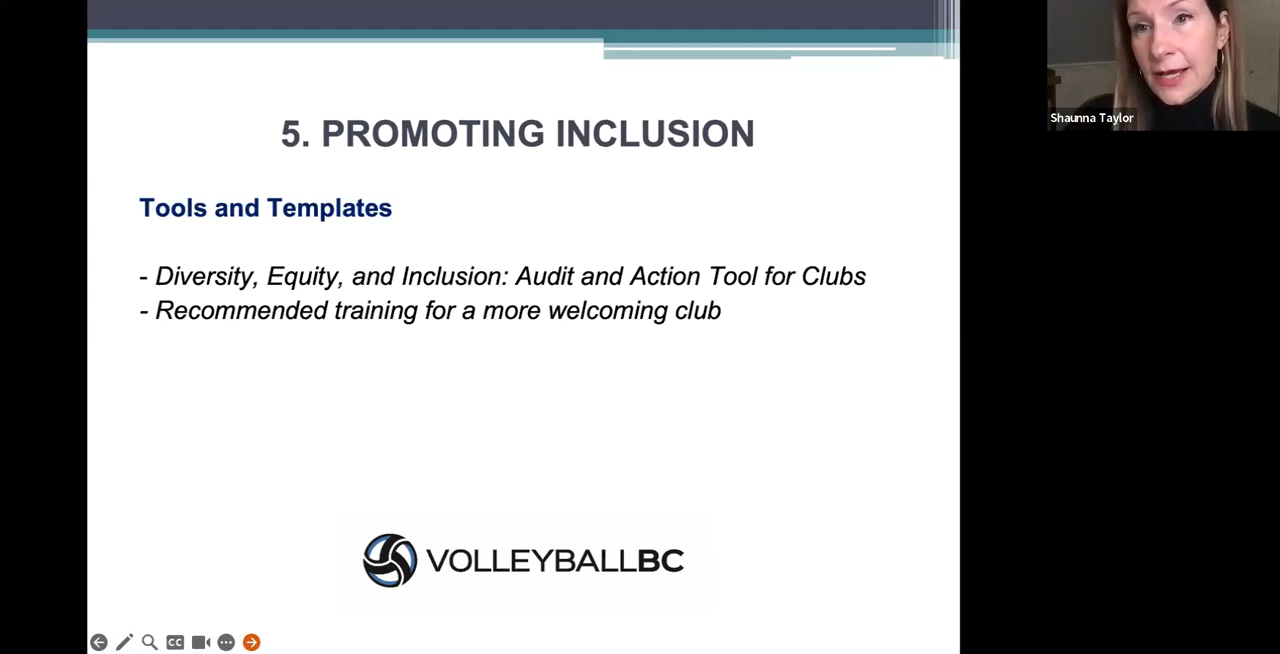 Shaunna Taylor
5. PROMOTING INCLUSION
Tools and Templates
- Diversity, Equity, and Inclusion: Audit and Action Tool for Clubs
- Recommended training for a more welcoming club
VOLLEYBALLBC
CC